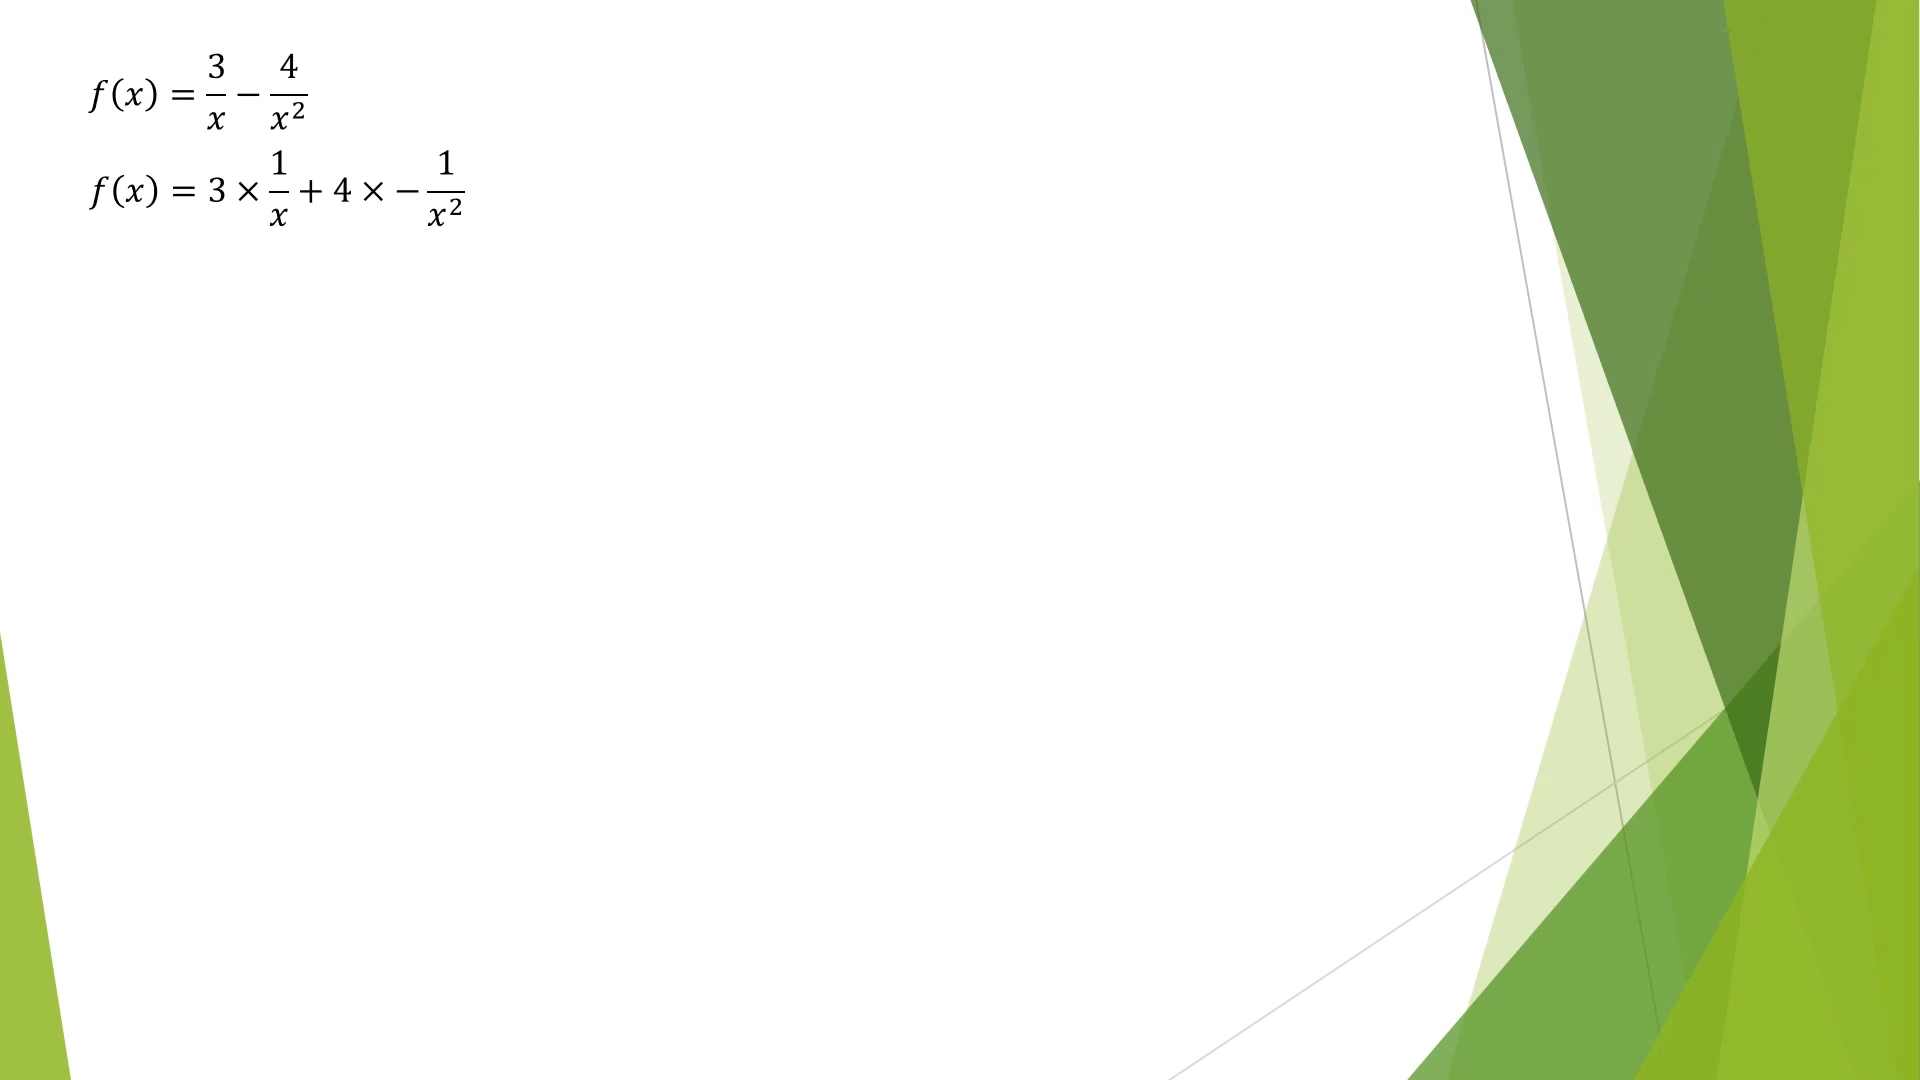 f(x) = 3/x − 4/x²
f(x) = 3 × 1/x + 4 × − 1/x²